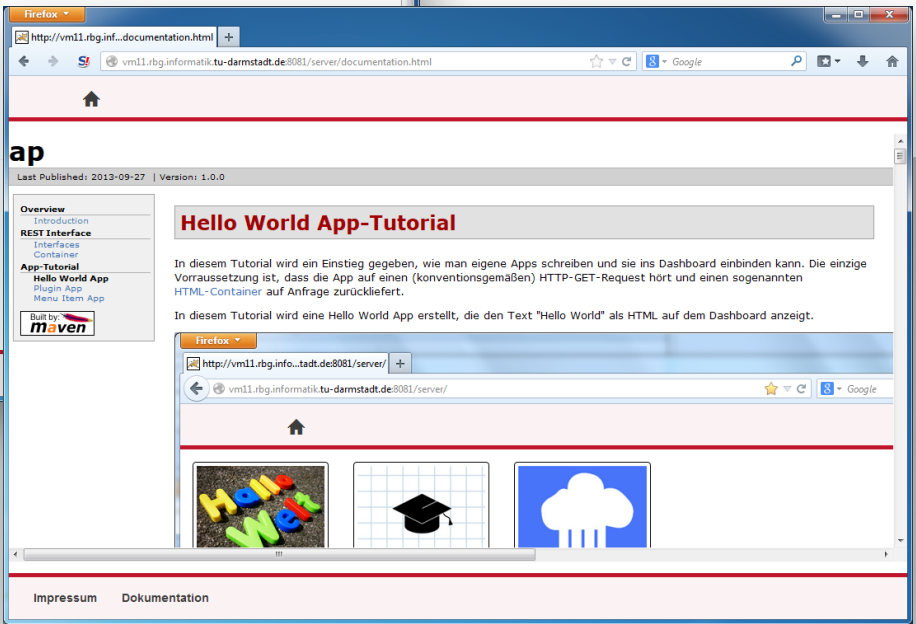 Firefox
http://vm11.rbg.inf...documentation.html
vm11.rbg.informatik.tu-darmstadt.de:8081/server/documentation.html
Google
ap
Last Published: 2013-09-27 | Version: 1.0.0
Overview
Introduction
REST Interface
Interfaces
Container
App-Tutorial
Hello World App
Plugin App
Menu Item App
Built by:
maven
Hello World App-Tutorial
In diesem Tutorial wird ein Einstieg gegeben, wie man eigene Apps schreiben und sie ins Dashboard einbinden kann. Die einzige
Vorraussetzung ist, dass die App auf einen (konventionsgemäßen) HTTP-GET-Request hört und einen sogenannten
HTML-Container auf Anfrage zurückliefert.
In diesem Tutorial wird eine Hello World App erstellt, die den Text "Hello World" als HTML auf dem Dashboard anzeigt.
Firefox
http://vm11.rbg.info...tadt.de:8081/server/
vm11.rbg.informatik.tu-darmstadt.de:8081/server/
Google
Hallo
Welt
Impressum Dokumentation